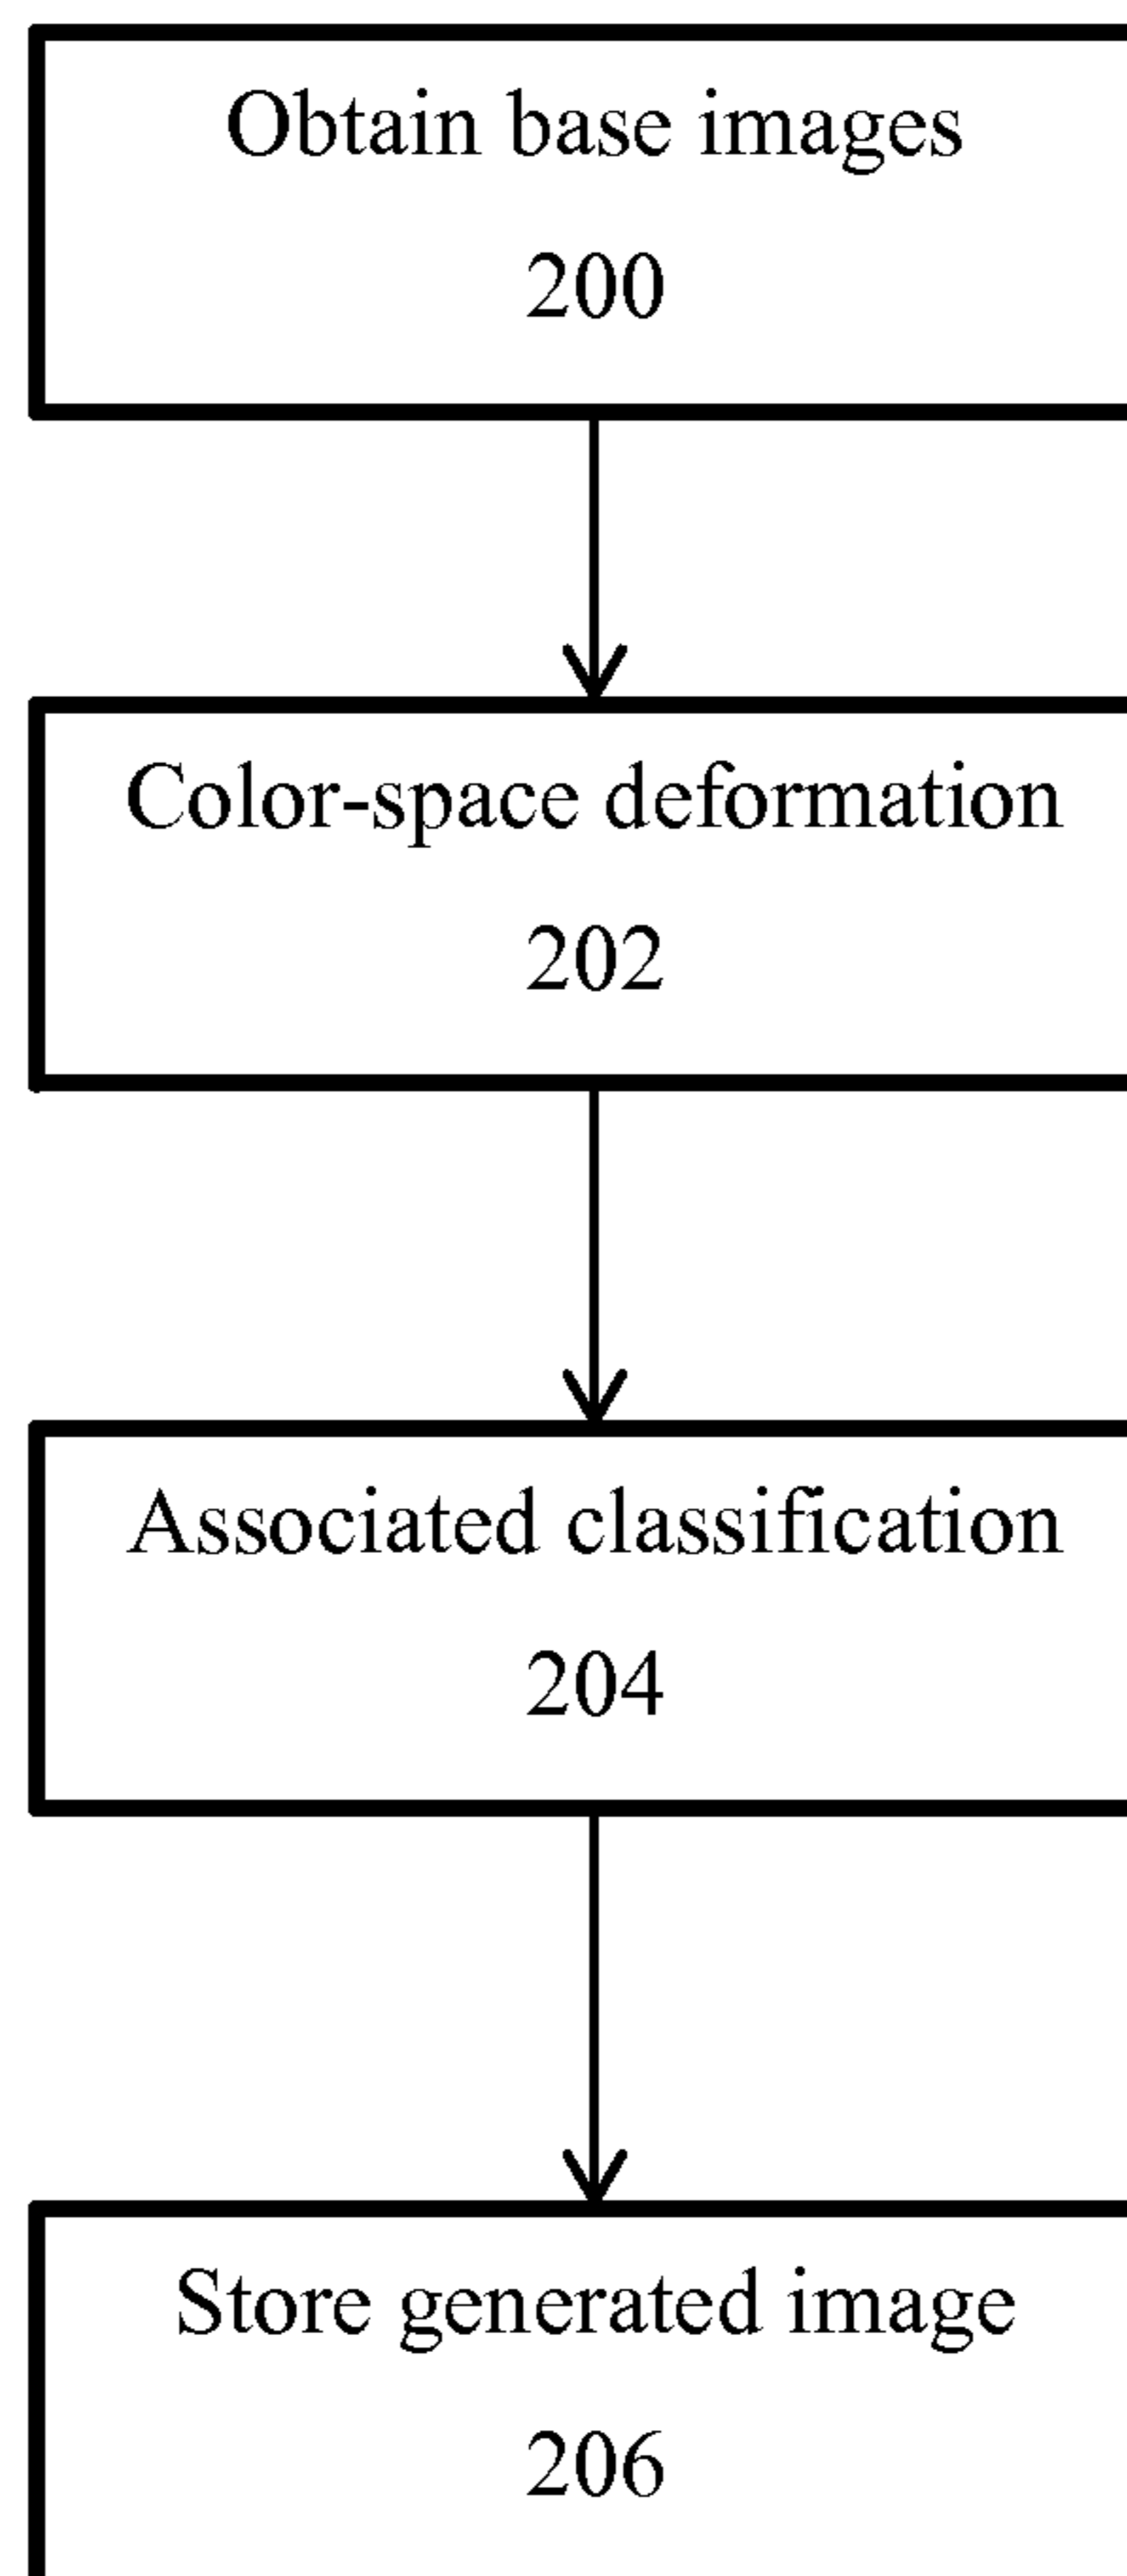 Obtain base images
200
Color-space deformation
202
Associated classification
204
Store generated image
206